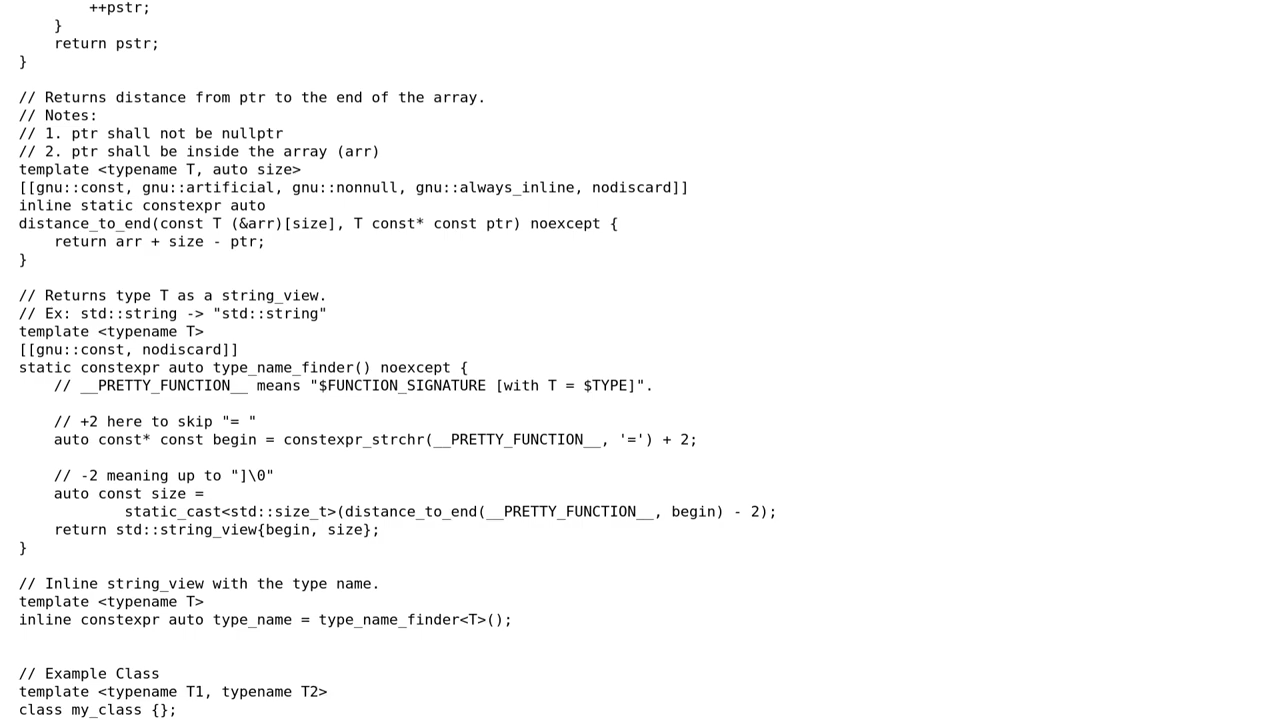 ++pstr;
    }
    return pstr;
}

// Returns distance from ptr to the end of the array.
// Notes:
// 1. ptr shall not be nullptr
// 2. ptr shall be inside the array (arr)
template <typename T, auto size>
[[gnu::const, gnu::artificial, gnu::nonnull, gnu::always_inline, nodiscard]]
inline static constexpr auto
distance_to_end(const T (&arr)[size], T const* const ptr) noexcept {
    return arr + size - ptr;
}

// Returns type T as a string_view.
// Ex: std::string -> "std::string"
template <typename T>
[[gnu::const, nodiscard]]
static constexpr auto type_name_finder() noexcept {
    // __PRETTY_FUNCTION__ means "$FUNCTION_SIGNATURE [with T = $TYPE]".

    // +2 here to skip "= "
    auto const* const begin = constexpr_strchr(__PRETTY_FUNCTION__, '=') + 2;

    // -2 meaning up to "]\0"
    auto const size =
            static_cast<std::size_t>(distance_to_end(__PRETTY_FUNCTION__, begin) - 2);
    return std::string_view{begin, size};
}

// Inline string_view with the type name.
template <typename T>
inline constexpr auto type_name = type_name_finder<T>();


// Example Class
template <typename T1, typename T2>
class my_class {};